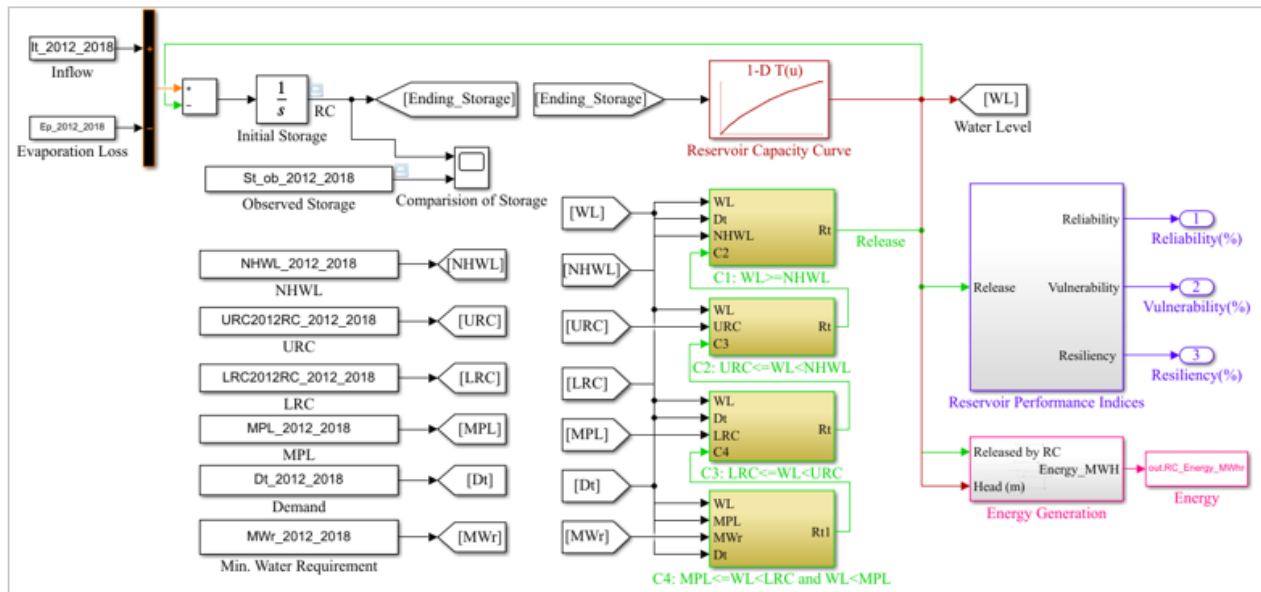 It_2012_2018
Inflow
Ep_2012_2018
Evaporation Loss
+
−
+
−
1
s
RC
Initial Storage
[Ending_Storage]
[Ending_Storage]
1-D T(u)
Reservoir Capacity Curve
[WL]
Water Level
St_ob_2012_2018
Observed Storage
Comparision of Storage
NHWL_2012_2018
NHWL
[NHWL]
URC2012RC_2012_2018
URC
[URC]
LRC2012RC_2012_2018
LRC
[LRC]
MPL_2012_2018
MPL
[MPL]
Dt_2012_2018
Demand
[Dt]
MWr_2012_2018
Min. Water Requirement
[MWr]
[WL]
[NHWL]
[URC]
[LRC]
[MPL]
[Dt]
[MWr]
WL
Dt
NHWL
C2
Rt
Release
C1: WL>=NHWL
WL
URC
C3
Rt
C2: URC<=WL<NHWL
WL
Dt
LRC
C4
Rt
C3: LRC<=WL<URC
WL
MPL
MWr
Dt
Rt1
C4: MPL<=WL<LRC and WL<MPL
Release
Reliability
Vulnerability
Resiliency
1
Reliability(%)
2
Vulnerability(%)
3
Resiliency(%)
Reservoir Performance Indices
Released by RC
Energy_MWH
Head (m)
Energy Generation
out.RC_Energy_MWhr
Energy